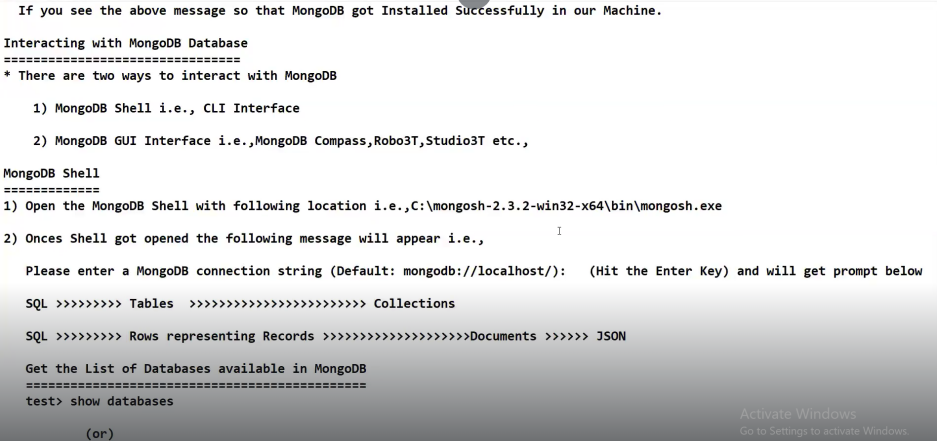 If you see the above message so that MongoDB got Installed Successfully in our Machine.
Interacting with MongoDB Database
================================
* There are two ways to interact with MongoDB
1) MongoDB Shell i.e., CLI Interface
2) MongoDB GUI Interface i.e.,MongoDB Compass,Robo3T,Studio3T etc.,
MongoDB Shell
=============
1) Open the MongoDB Shell with following location i.e.,C:\mongosh-2.3.2-win32-x64\bin\mongosh.exe
2) Onces Shell got opened the following message will appear i.e.,
Please enter a MongoDB connection string (Default: mongodb://localhost/):   (Hit the Enter Key) and will get prompt below
SQL >>>>>>>>> Tables  >>>>>>>>>>>>>>>>>>>>>>>> Collections
SQL >>>>>>>>> Rows representing Records >>>>>>>>>>>>>>>>>>>>Documents >>>>>> JSON
Get the List of Databases available in MongoDB
==============================================
test> show databases
(or)
Activate Windows
Go to Settings to activate Windows.